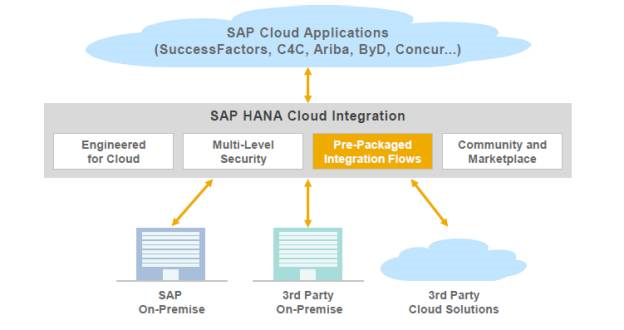 SAP Cloud Applications
(SuccessFactors, C4C, Ariba, ByD, Concur...)
SAP HANA Cloud Integration
Engineered
for Cloud
Multi-Level
Security
Pre-Packaged
Integration Flows
Community and
Marketplace
SAP
On-Premise
3rd Party
On-Premise
3rd Party
Cloud Solutions